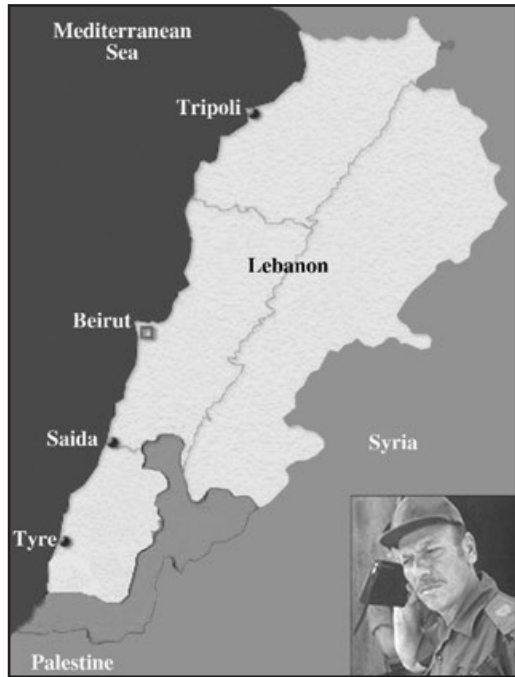 Mediterranean
Sea
Tripoli
Lebanon
Beirut
Saida
Syria
Tyre
Palestine